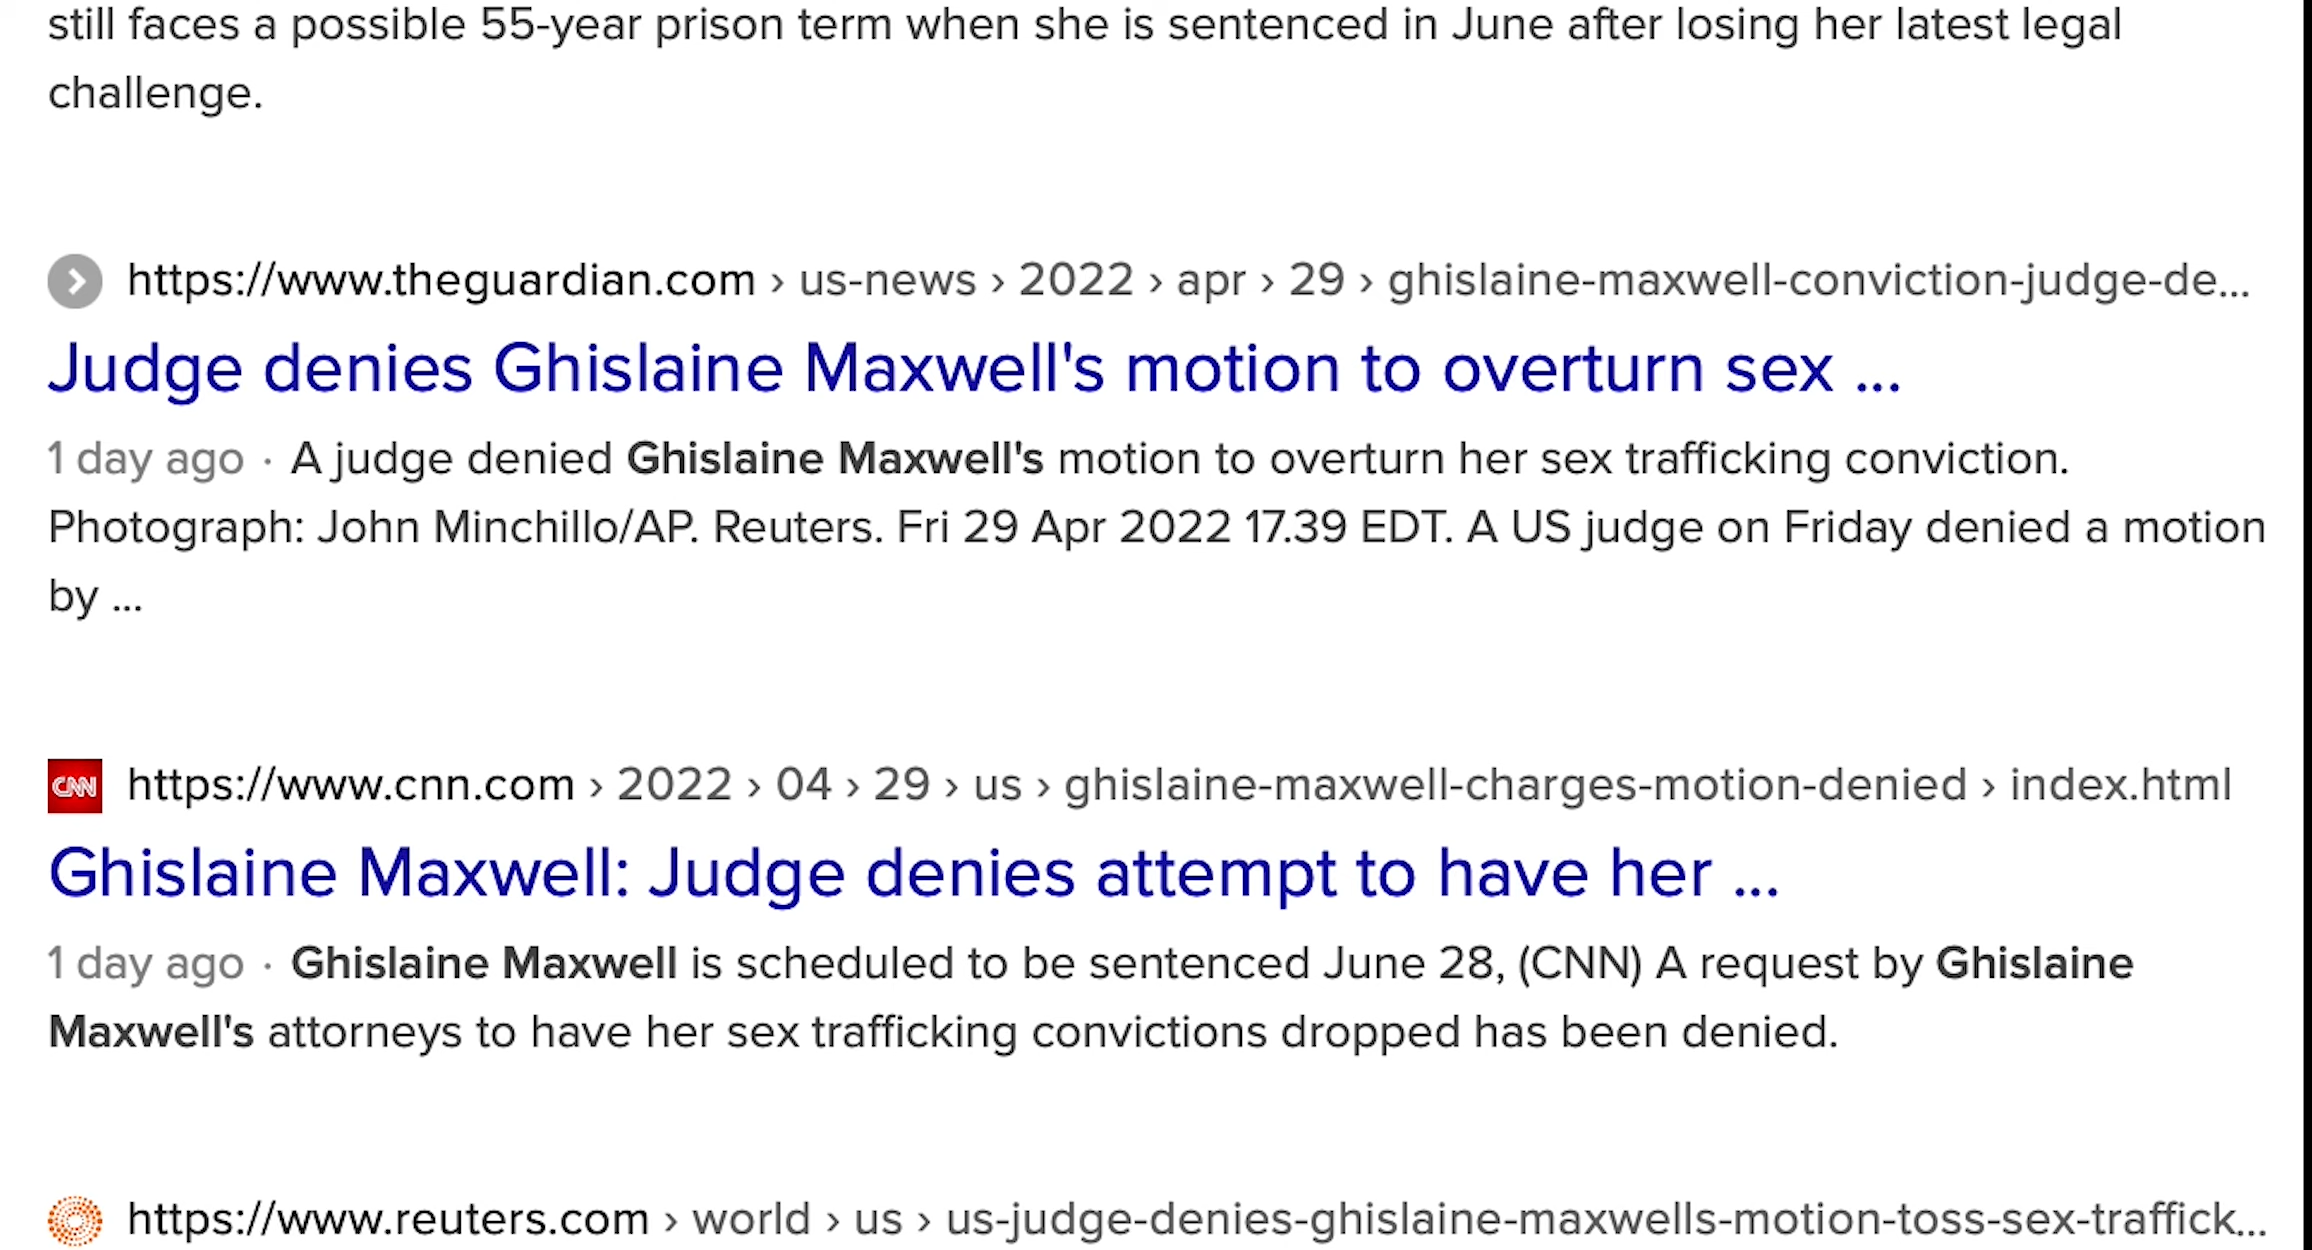 still faces a possible 55-year prison term when she is sentenced in June after losing her latest legal
challenge.
https://www.theguardian.com › us-news › 2022 › apr › 29 › ghislaine-maxwell-conviction-judge-de...
Judge denies Ghislaine Maxwell's motion to overturn sex ...
1 day ago · A judge denied Ghislaine Maxwell's motion to overturn her sex trafficking conviction.
Photograph: John Minchillo/AP. Reuters. Fri 29 Apr 2022 17.39 EDT. A US judge on Friday denied a motion
by ...
CNN https://www.cnn.com › 2022 › 04 › 29 › us › ghislaine-maxwell-charges-motion-denied › index.html
Ghislaine Maxwell: Judge denies attempt to have her ...
1 day ago · Ghislaine Maxwell is scheduled to be sentenced June 28, (CNN) A request by Ghislaine
Maxwell's attorneys to have her sex trafficking convictions dropped has been denied.
https://www.reuters.com › world › us › us-judge-denies-ghislaine-maxwells-motion-toss-sex-traffick...